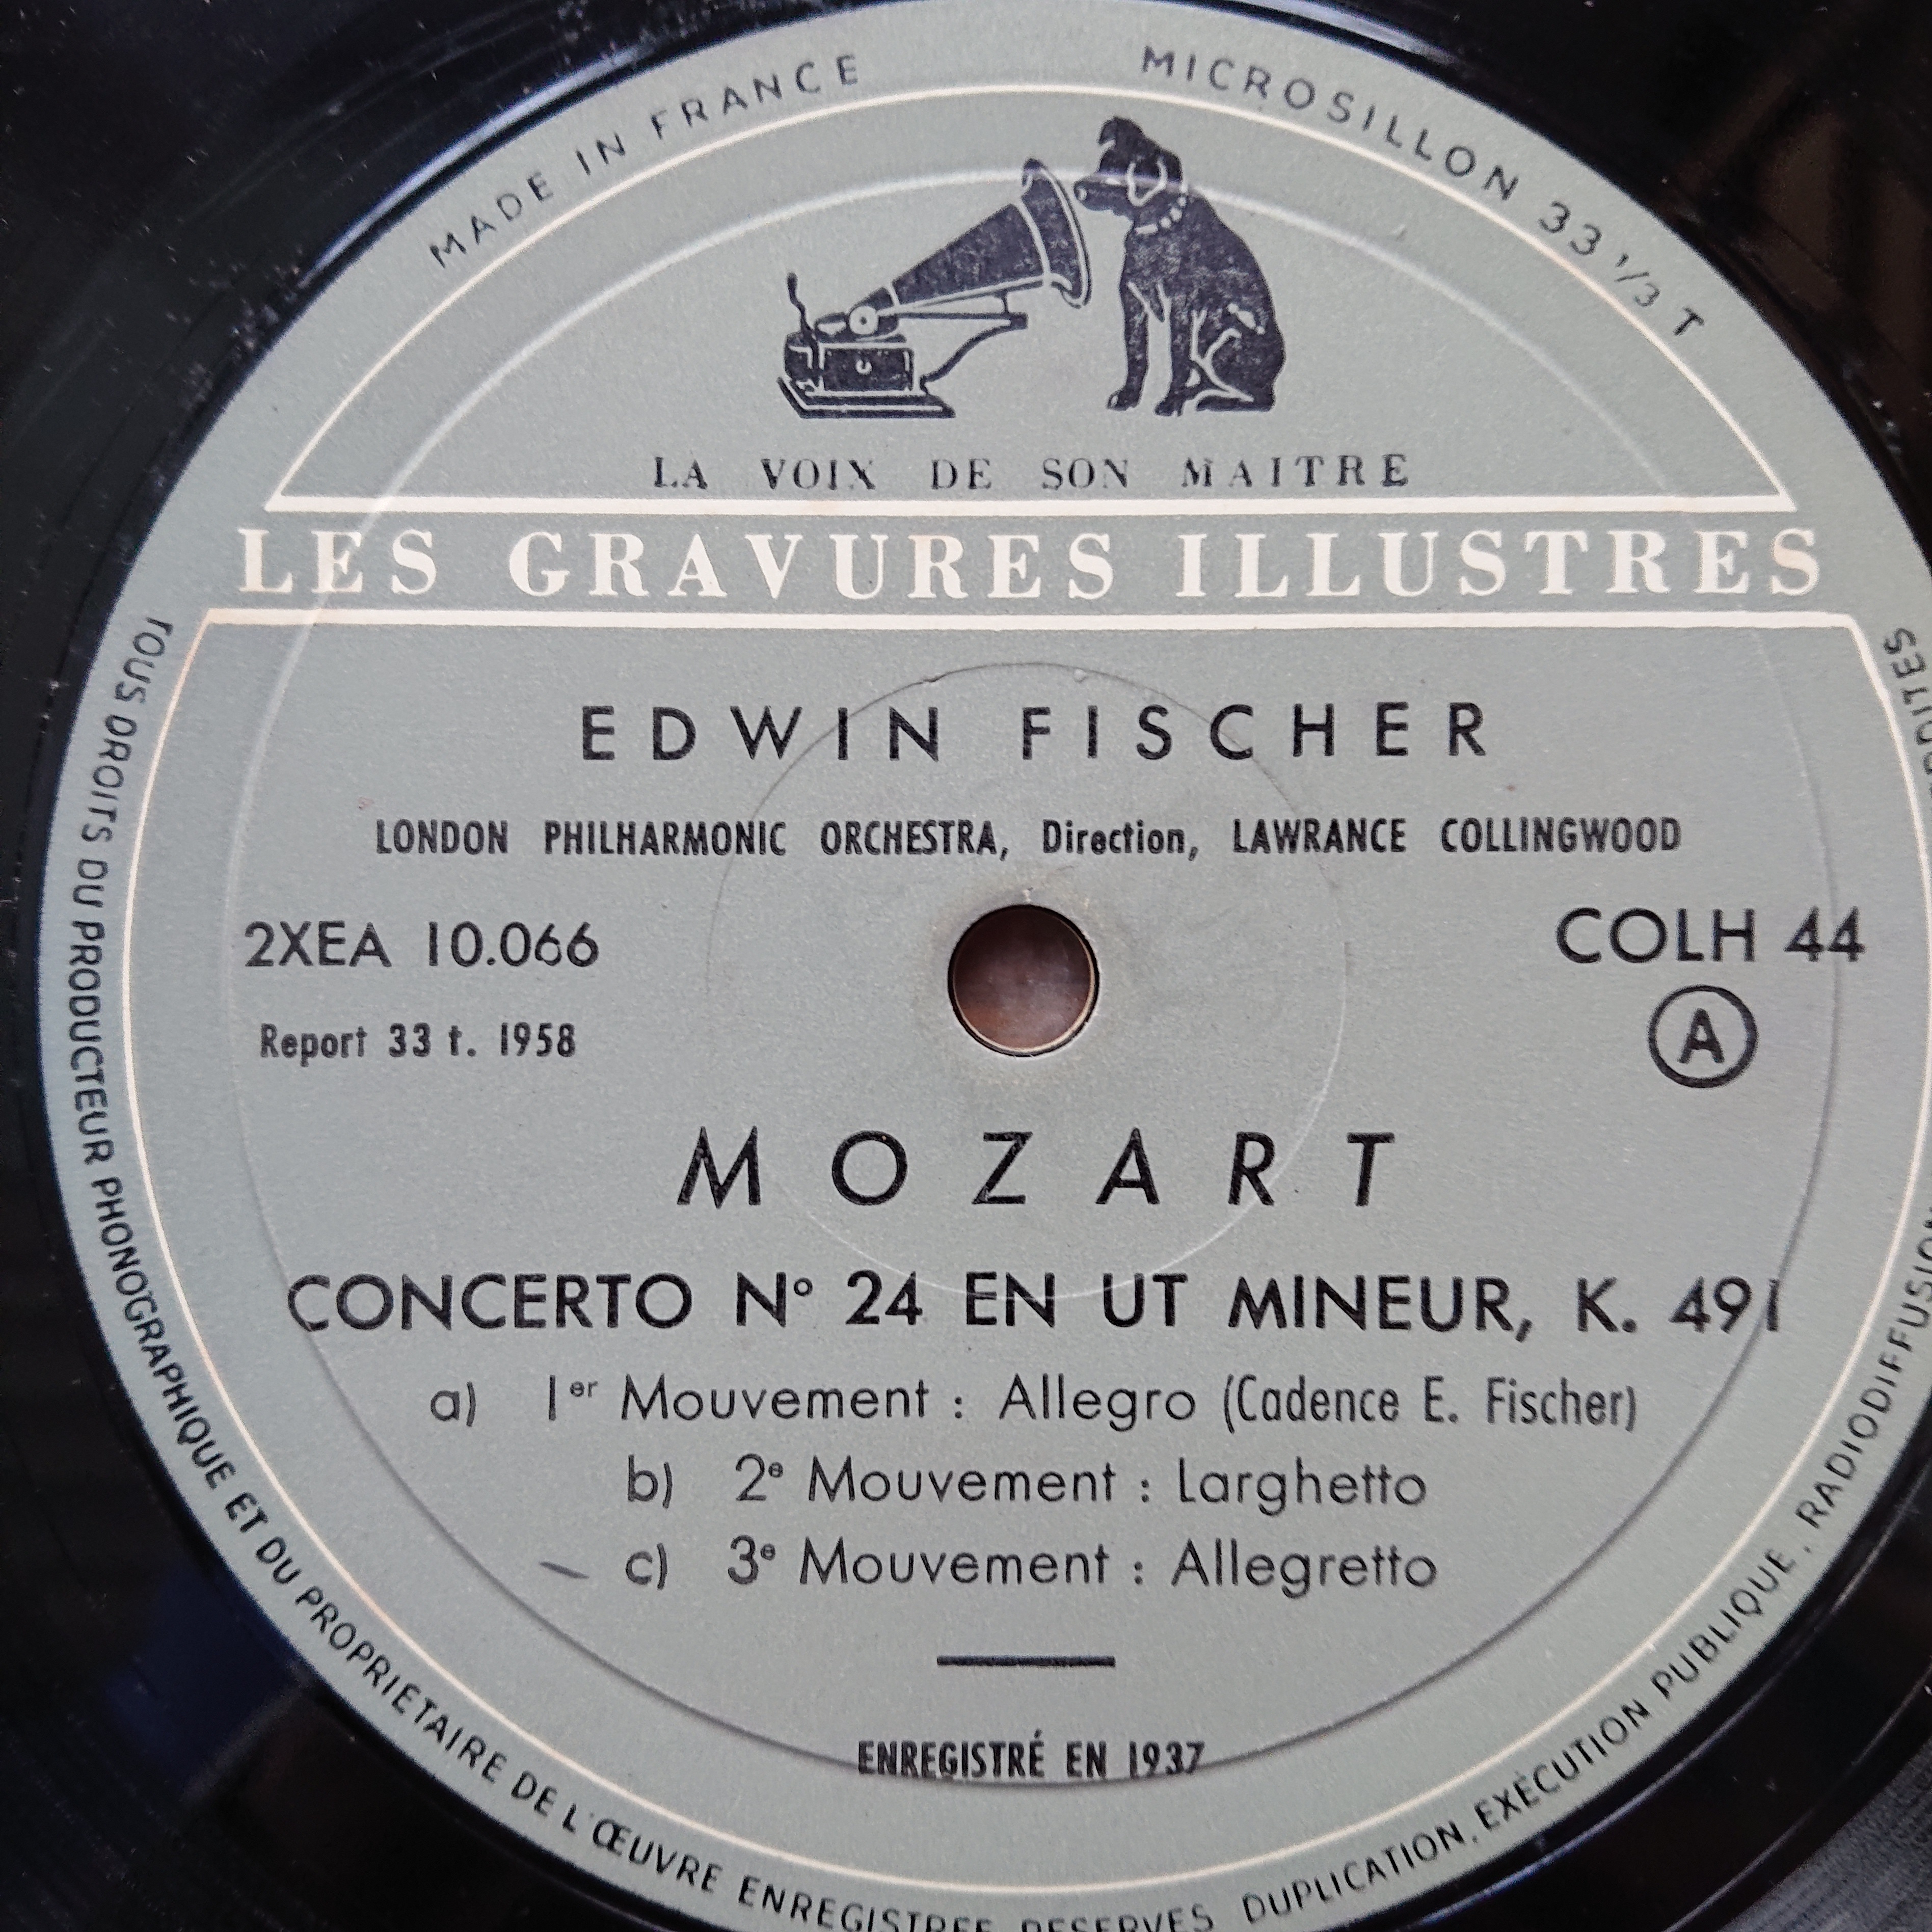 MADE IN FRANCE
MICROSILLON 33 1/3 T
LA VOIX DE SON MAITRE
LES GRAVURES ILLUSTRES
EDWIN FISCHER
LONDON PHILHARMONIC ORCHESTRA, Direction, LAWRANCE COLLINGWOOD
2XEA 10.066
COLH 44
Report 33 t. 1958
A
MOZART
CONCERTO Nº 24 EN UT MINEUR, K. 491
a) 1er Mouvement : Allegro (Cadence E. Fischer)
b) 2e Mouvement : Larghetto
c) 3e Mouvement : Allegretto
ENREGISTRÉ EN 1937
TOUS DROITS DU PRODUCTEUR PHONOGRAPHIQUE ET DU PROPRIÉTAIRE DE L'ŒUVRE ENREGISTREE RESERVES DUPLICATION, EXÉCUTION PUBLIQUE, RADIODIFFUSION